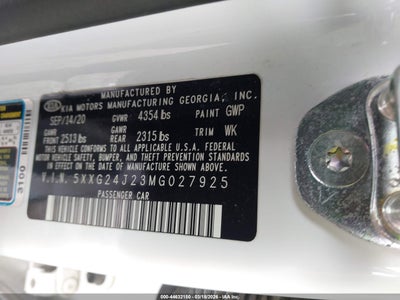 MANUFACTURED BY
KIA KIA MOTORS MANUFACTURING GEORGIA, INC.
SEP/14/20 GVWR 4354 lbs PAINT GWP
GAWR FRONT 2513 lbs GAWR REAR 2315 lbs TRIM WK
THIS VEHICLE CONFORMS TO ALL APPLICABLE U.S.A. FEDERAL
MOTOR VEHICLE SAFETY, BUMPER, AND THEFT PREVENTION
STANDARDS IN EFFECT ON THE DATE OF MANUFACTURE
SHOWN ABOVE.
V.I.N. 5XXG24J23MG027925
PASSENGER CAR
3100
000-44632150 - 03/18/2026 - IAA Inc.